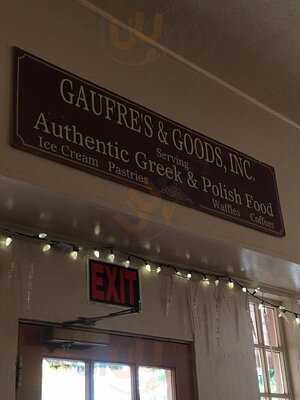 GAUFRE'S & GOODS, INC.
Serving
Authentic Greek & Polish Food
Ice Cream Pastries Waffles Coffee
EXIT